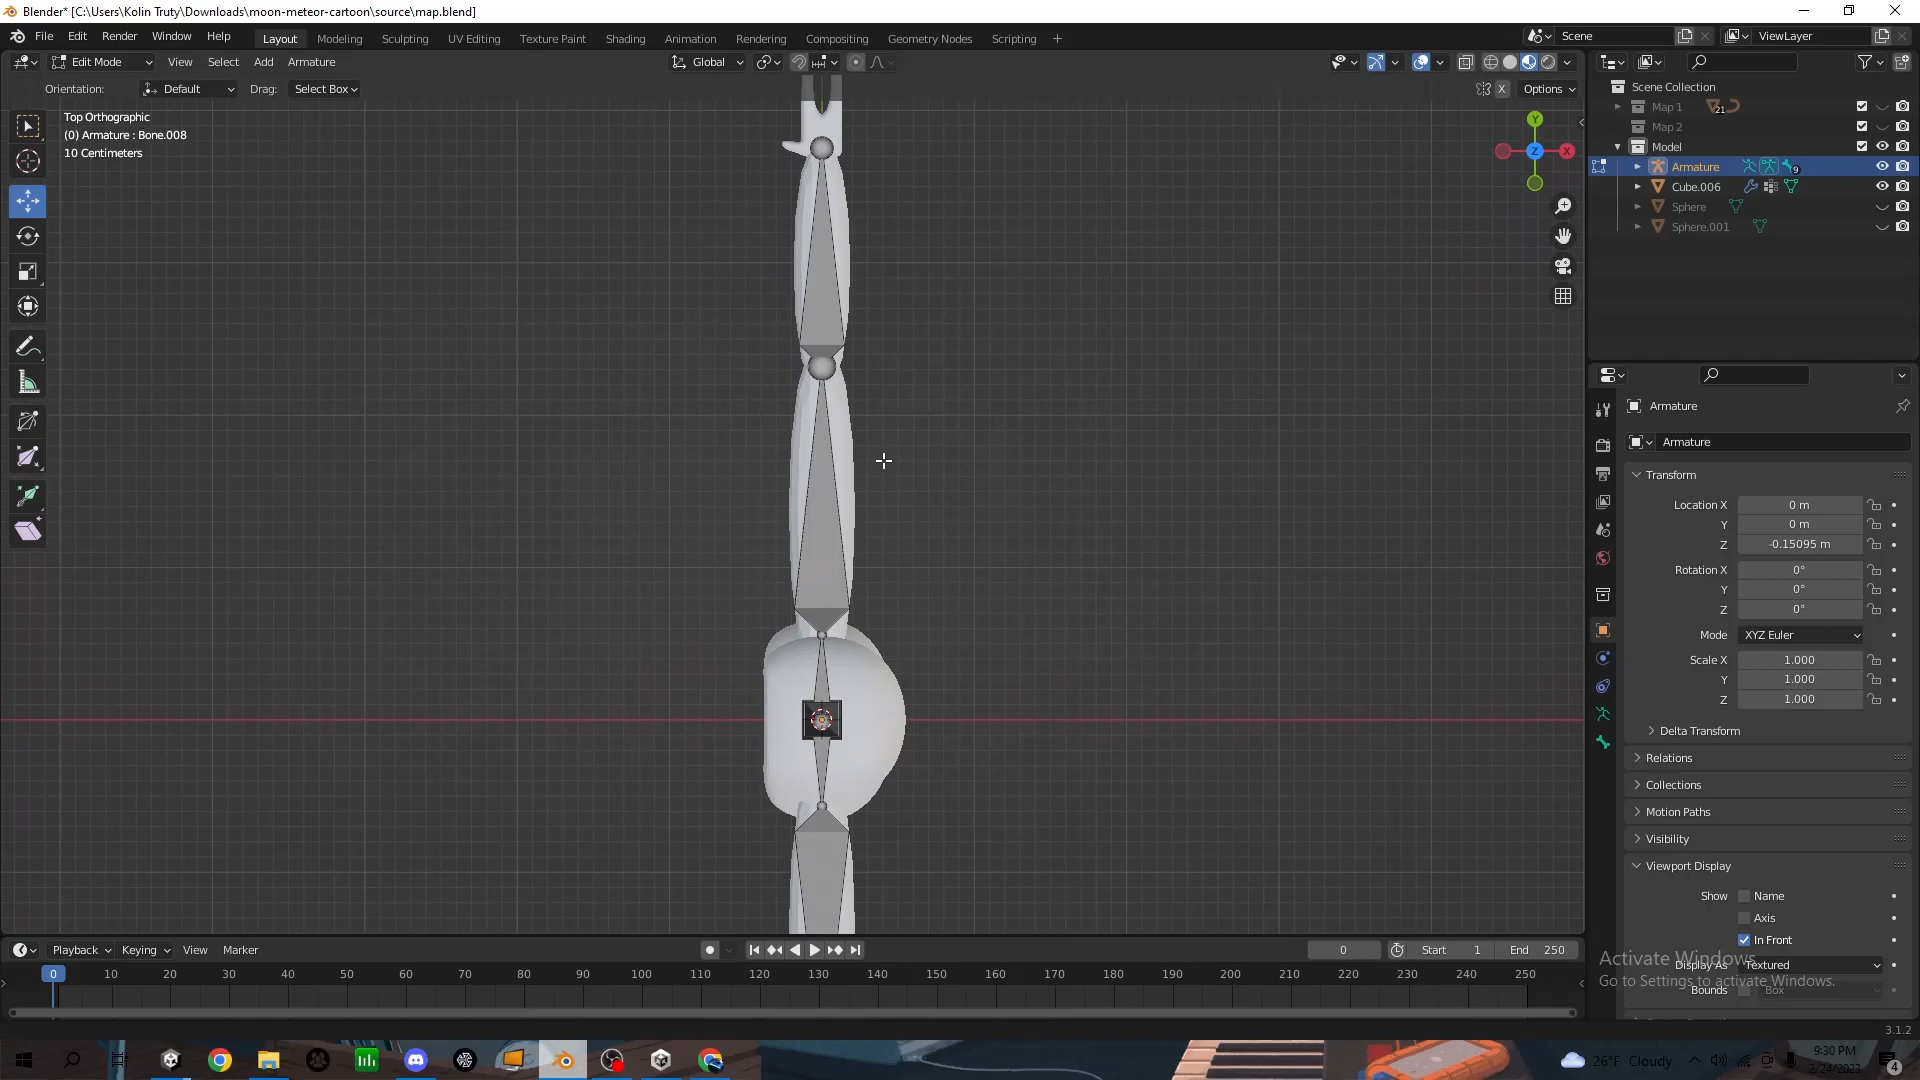 Blender* [C:\Users\Kolin Truty\Downloads\moon-meteor-cartoon\source\map.blend]
File Edit Render Window Help Layout Modeling Sculpting UV Editing Texture Paint Shading Animation Rendering Compositing Geometry Nodes Scripting + Scene ViewLayer
Edit Mode View Select Add Armature Global
Orientation: Default Drag: Select Box X Options
Top Orthographic
(0) Armature : Bone.008
10 Centimeters
Y
X
Z
Scene Collection
Map 1 21
Map 2
Model
Armature 9
Cube.006
Sphere
Sphere.001
Armature
Armature
Transform
Location X 0 m
Y 0 m
Z -0.15095 m
Rotation X 0°
Y 0°
Z 0°
Mode XYZ Euler
Scale X 1.000
Y 1.000
Z 1.000
Delta Transform
Relations
Collections
Motion Paths
Visibility
Viewport Display
Show Name
Axis
In Front
Display As Textured
Bounds Box
Activate Windows
Go to Settings to activate Windows.
Playback Keying View Marker 0 Start 1 End 250
0 10 20 30 40 50 60 70 80 90 100 110 120 130 140 150 160 170 180 190 200 210 220 230 240 250
3.1.2
26°F Cloudy 9:30 PM
2/24/2023
4